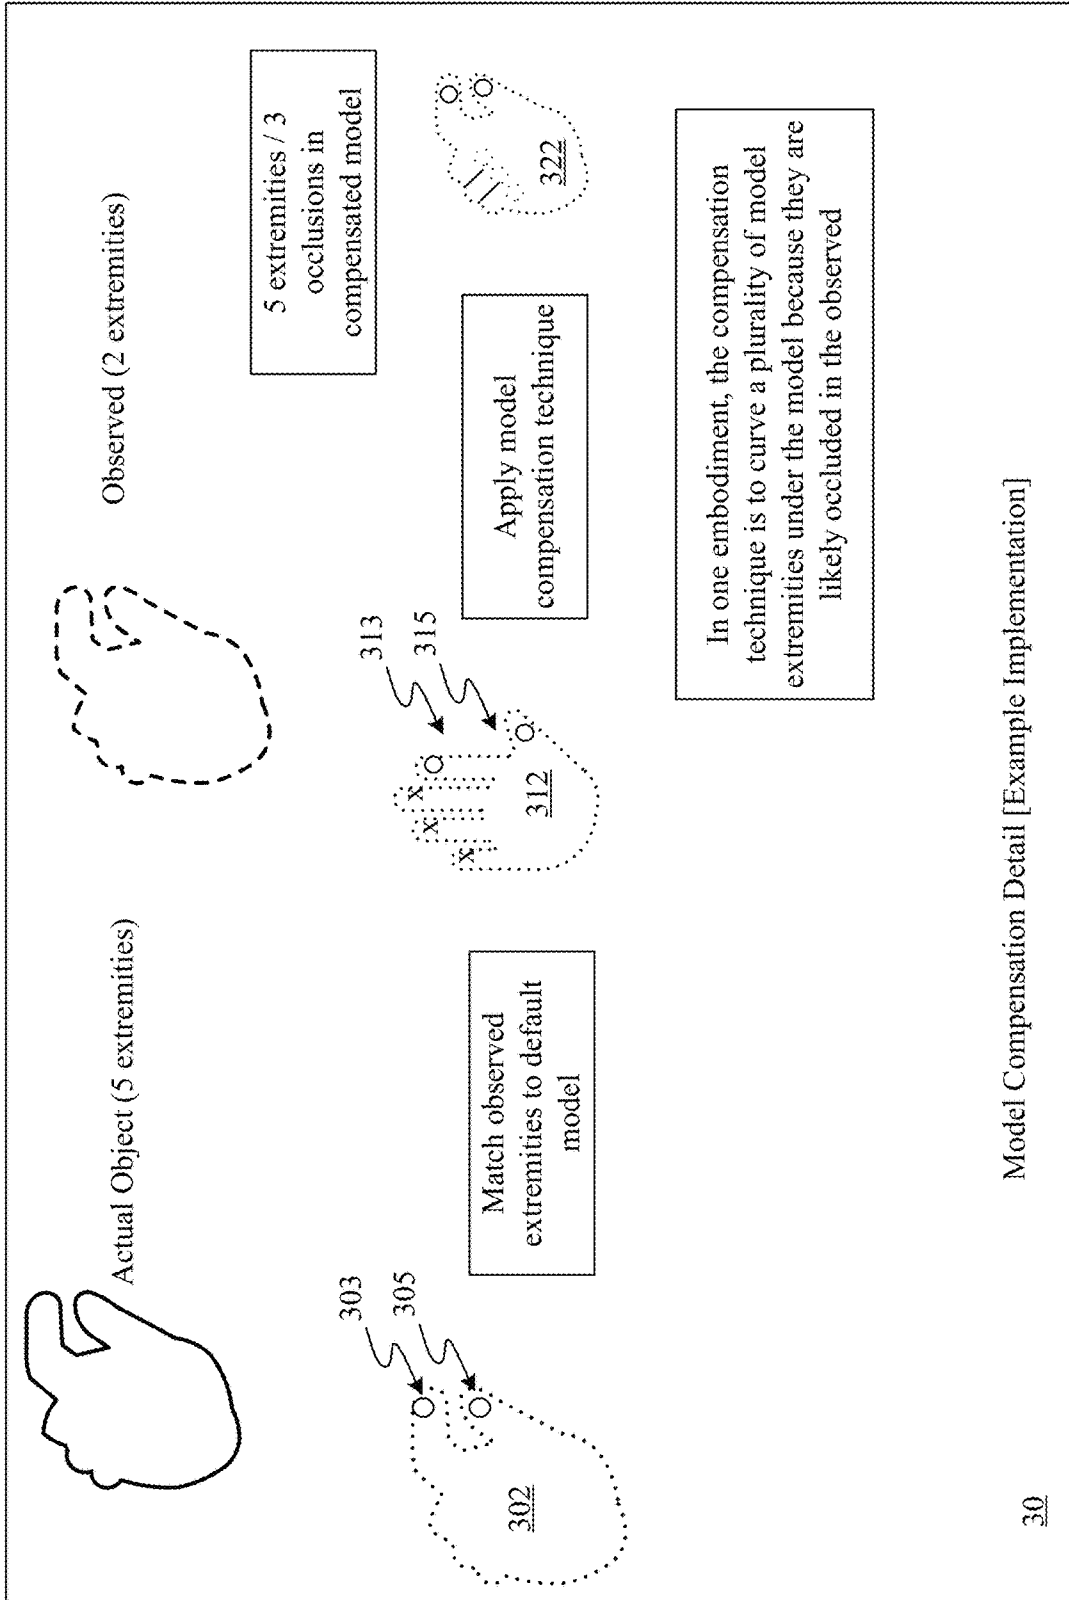 Actual Object (5 extremities)
Observed (2 extremities)
303
305
302
Match observed
extremities to default
model
313
315
X
X
X
312
Apply model
compensation technique
5 extremities / 3
occlusions in
compensated model
322
In one embodiment, the compensation
technique is to curve a plurality of model
extremities under the model because they are
likely occluded in the observed
30
Model Compensation Detail [Example Implementation]